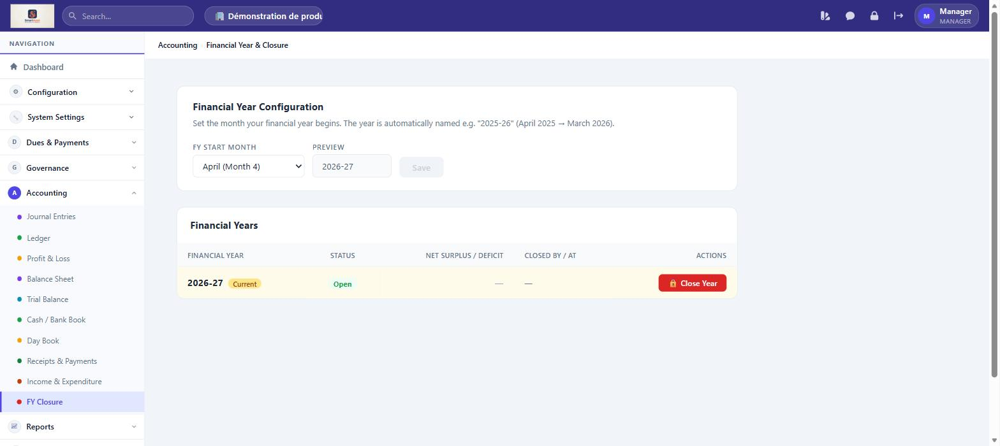 SmartAsset
Search...
Démonstration de produ
Manager
MANAGER
M
NAVIGATION
Accounting
Financial Year & Closure
Dashboard
Configuration
System Settings
D Dues & Payments
G Governance
A Accounting
Journal Entries
Ledger
Profit & Loss
Balance Sheet
Trial Balance
Cash / Bank Book
Day Book
Receipts & Payments
Income & Expenditure
FY Closure
Reports
Financial Year Configuration
Set the month your financial year begins. The year is automatically named e.g. "2025-26" (April 2025 → March 2026).
FY START MONTH PREVIEW
April (Month 4) 2026-27 Save
Financial Years
FINANCIAL YEAR STATUS NET SURPLUS / DEFICIT CLOSED BY / AT ACTIONS
2026-27 Current Open — — Close Year